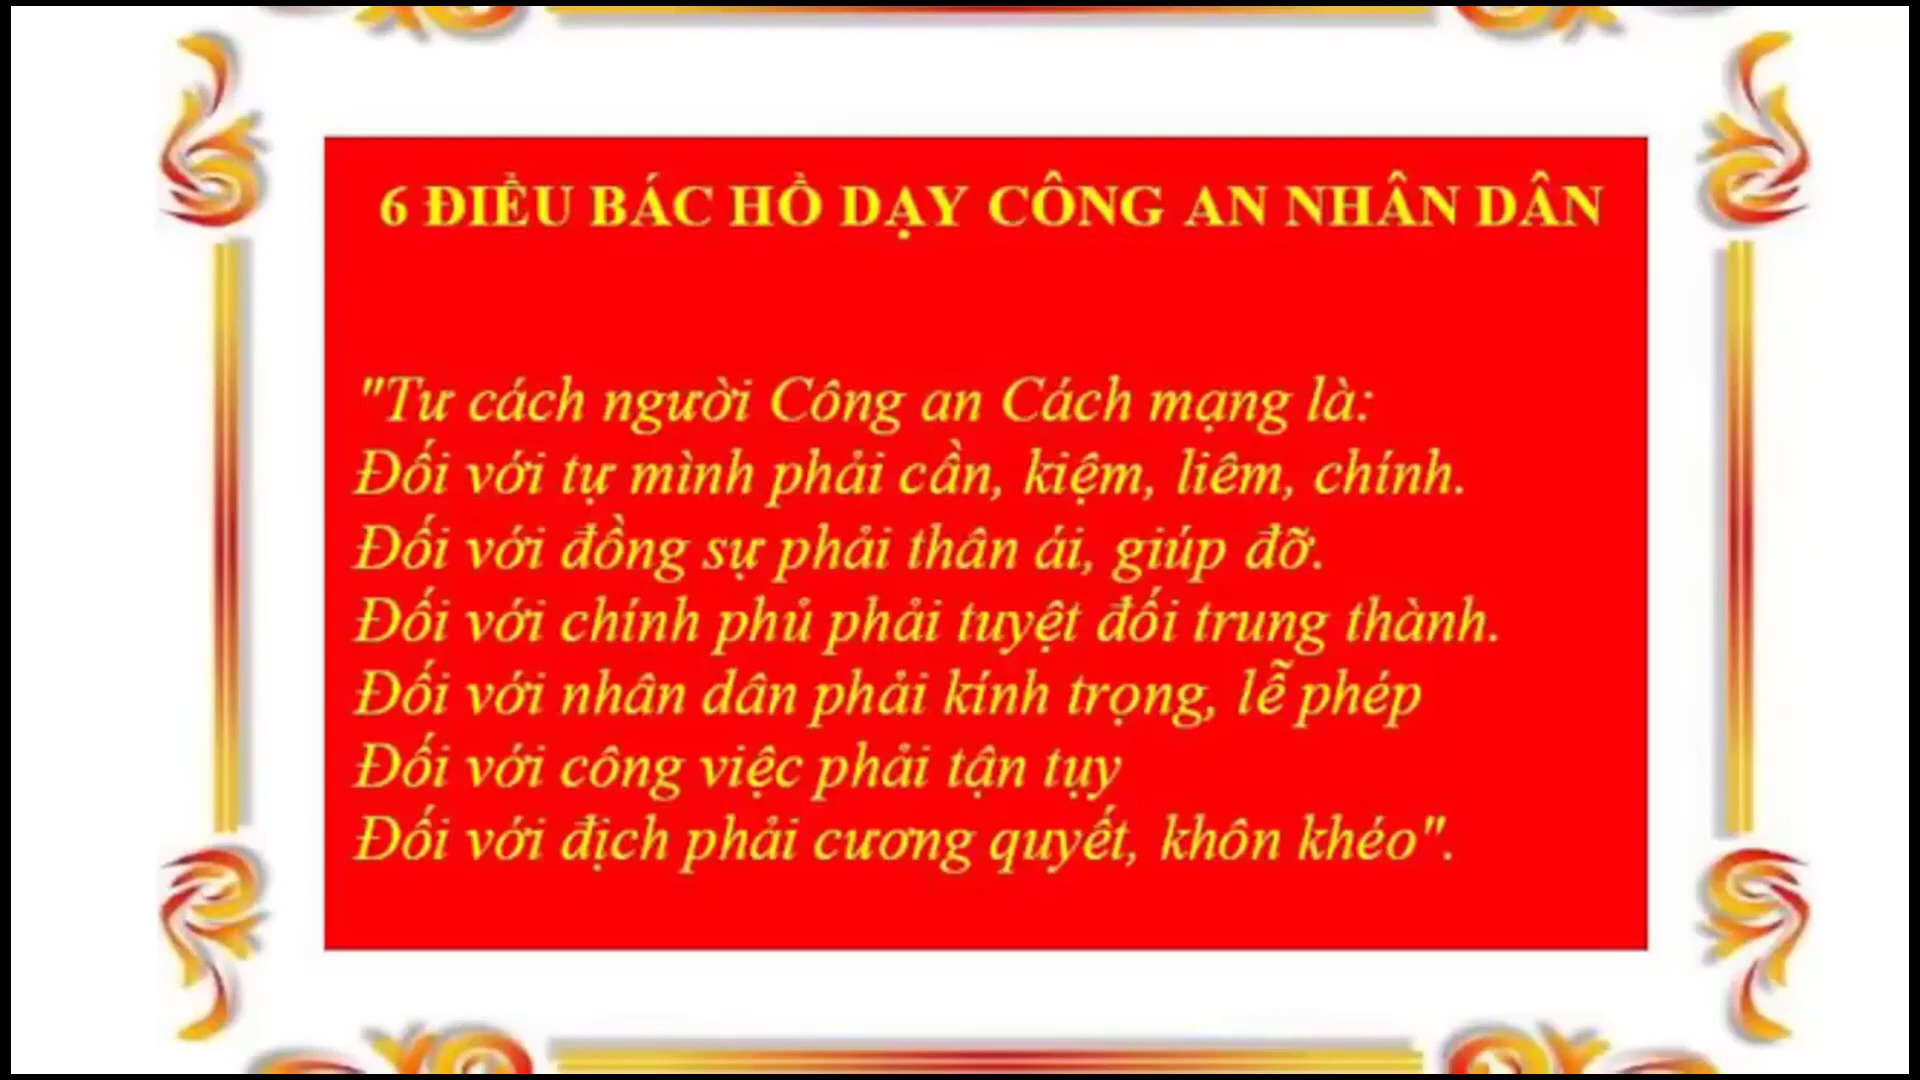 6 ĐIỀU BÁC HỒ DẠY CÔNG AN NHÂN DÂN
"Tư cách người Công an Cách mạng là:
Đối với tự mình phải cần, kiệm, liêm, chính.
Đối với đồng sự phải thân ái, giúp đỡ.
Đối với chính phủ phải tuyệt đối trung thành.
Đối với nhân dân phải kính trọng, lễ phép
Đối với công việc phải tận tụy
Đối với địch phải cương quyết, khôn khéo".